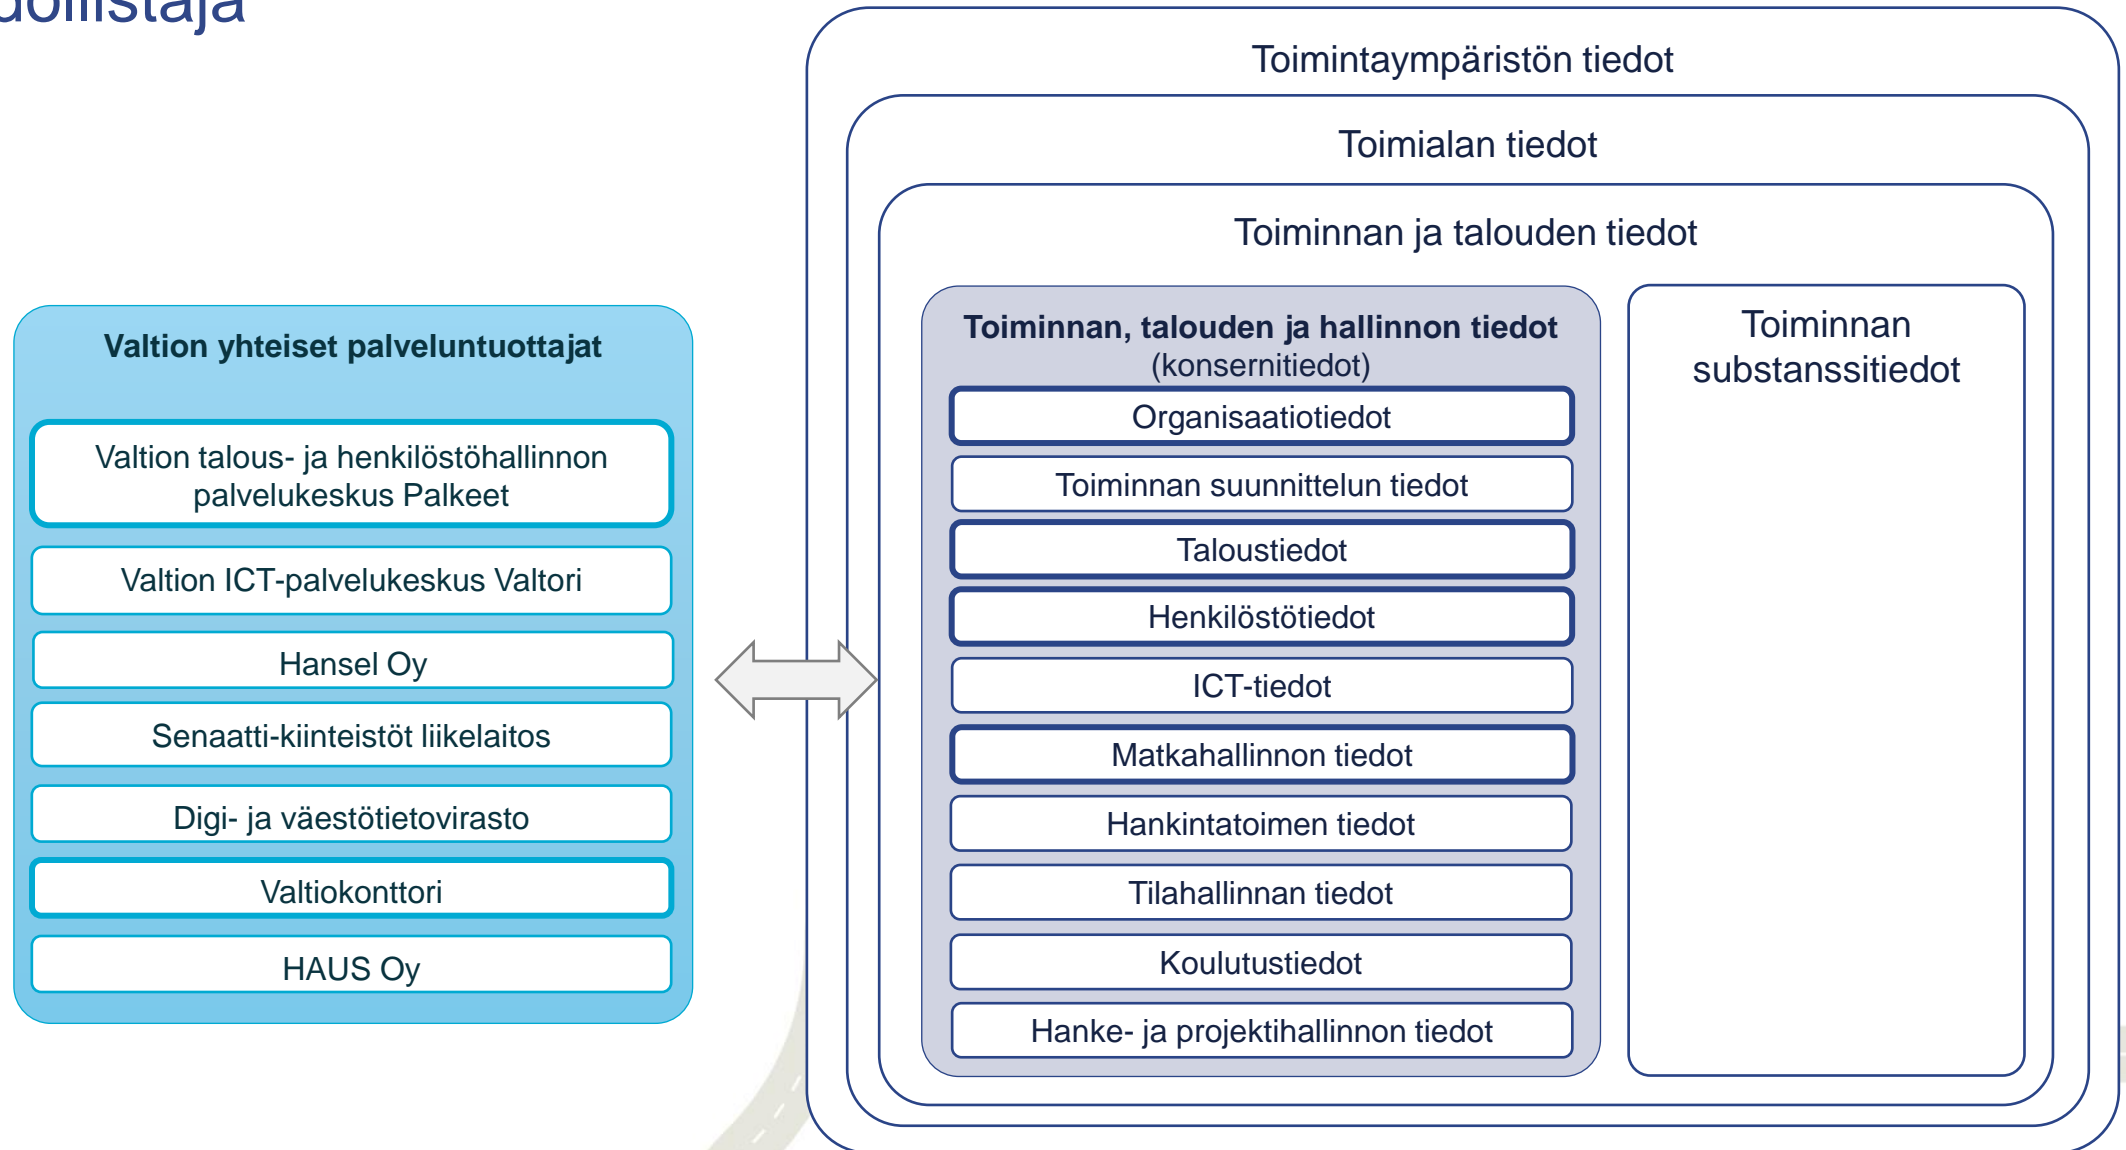 Valtion yhteiset palveluntuottajat
Valtion talous- ja henkilöstöhallinnon
palvelukeskus Palkeet
Valtion ICT-palvelukeskus Valtori
Hansel Oy
Senaatti-kiinteistöt liikelaitos
Digi- ja väestötietovirasto
Valtiokonttori
HAUS Oy
Toimintaympäristön tiedot
Toimialan tiedot
Toiminnan ja talouden tiedot
Toiminnan, talouden ja hallinnon tiedot
(konsernitiedot)
Organisaatiotiedot
Toiminnan suunnittelun tiedot
Taloustiedot
Henkilöstötiedot
ICT-tiedot
Matkahallinnon tiedot
Hankintatoimen tiedot
Tilahallinnan tiedot
Koulutustiedot
Hanke- ja projektihallinnon tiedot
Toiminnan
substanssitiedot